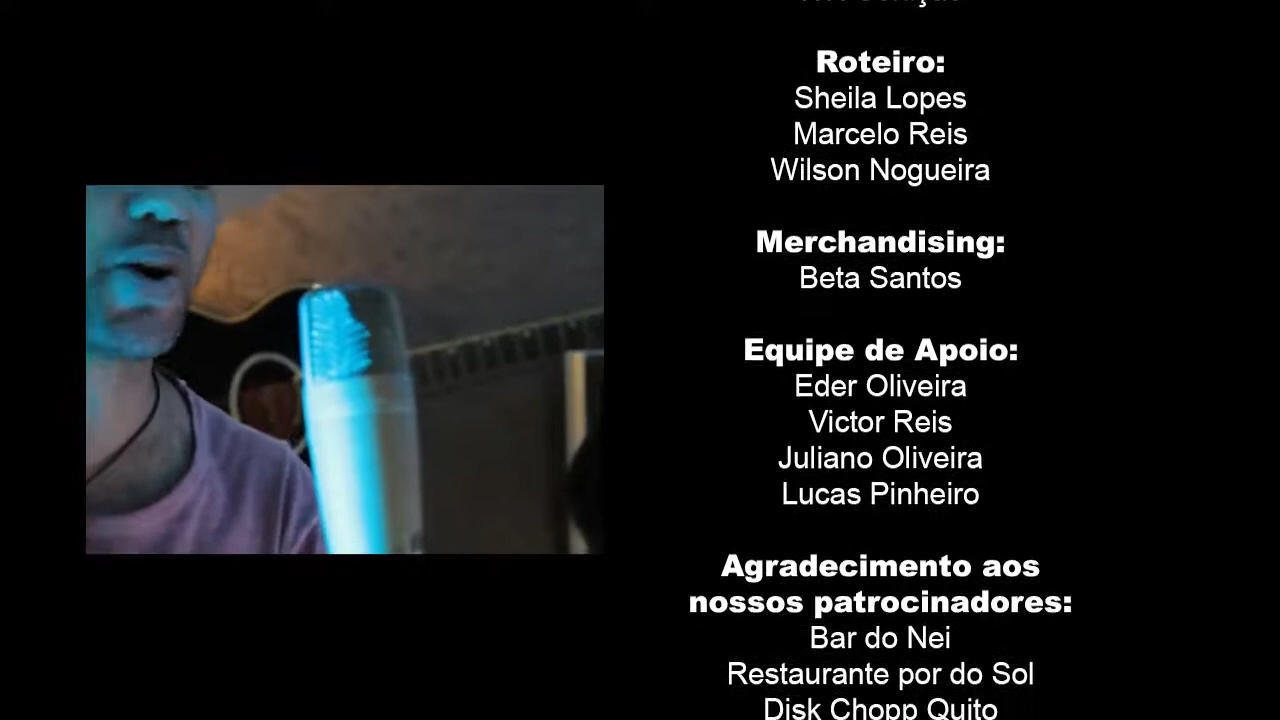 Roteiro:
Sheila Lopes
Marcelo Reis
Wilson Nogueira
Merchandising:
Beta Santos
Equipe de Apoio:
Eder Oliveira
Victor Reis
Juliano Oliveira
Lucas Pinheiro
Agradecimento aos
nossos patrocinadores:
Bar do Nei
Restaurante por do Sol
Disk Chopp Quito